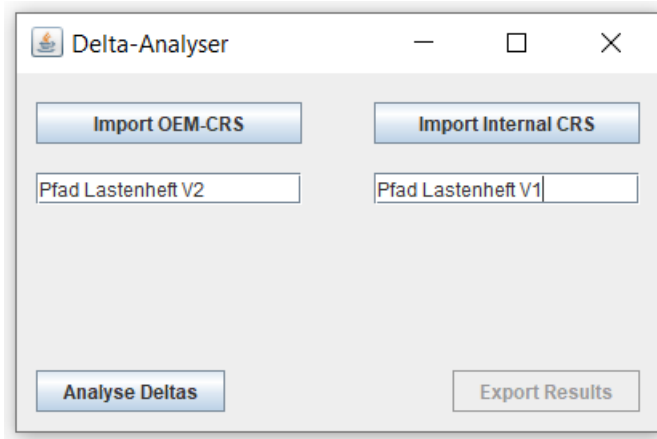 Delta-Analyser
Import OEM-CRS
Import Internal CRS
Pfad Lastenheft V2
Pfad Lastenheft V1
Analyse Deltas
Export Results